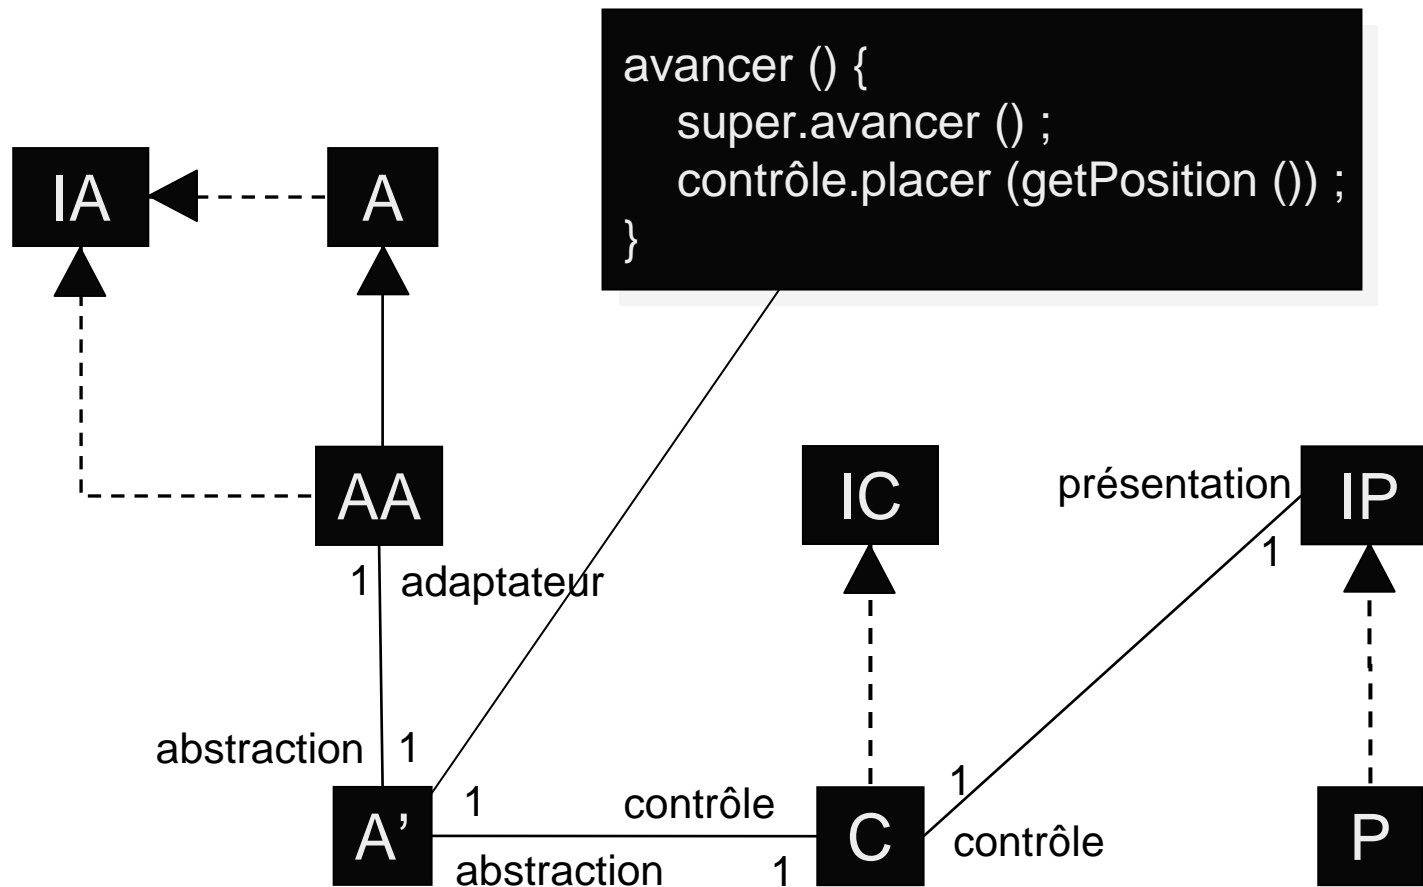 avancer () {
super.avancer () ;
contrôle.placer (getPosition ()) ;
}
IA
A
AA
IC
présentation
IP
1
1
adaptateur
abstraction
1
1
1
contrôle
A’
C
contrôle
P
abstraction
1